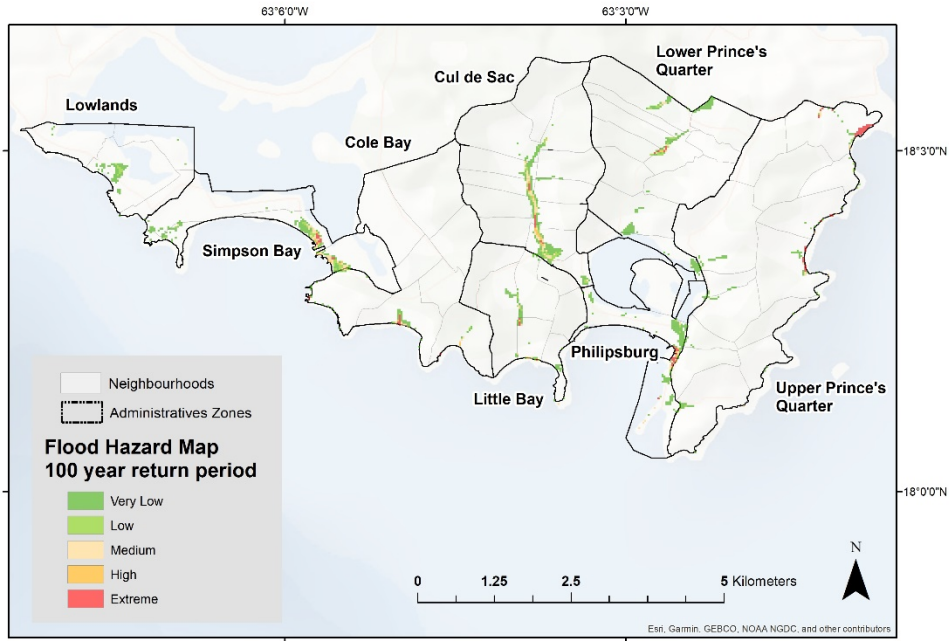 63°6'0"W
63°3'0"W
Lower Prince's
Quarter
Cul de Sac
Lowlands
Cole Bay
18°3'0"N
Simpson Bay
Philipsburg
Little Bay
Upper Prince's
Quarter
Neighbourhoods
Administratives Zones
Flood Hazard Map
100 year return period
Very Low
Low
Medium
High
Extreme
18°0'0"N
N
0 1.25 2.5 5 Kilometers
Esri, Garmin, GEBCO, NOAA NGDC, and other contributors